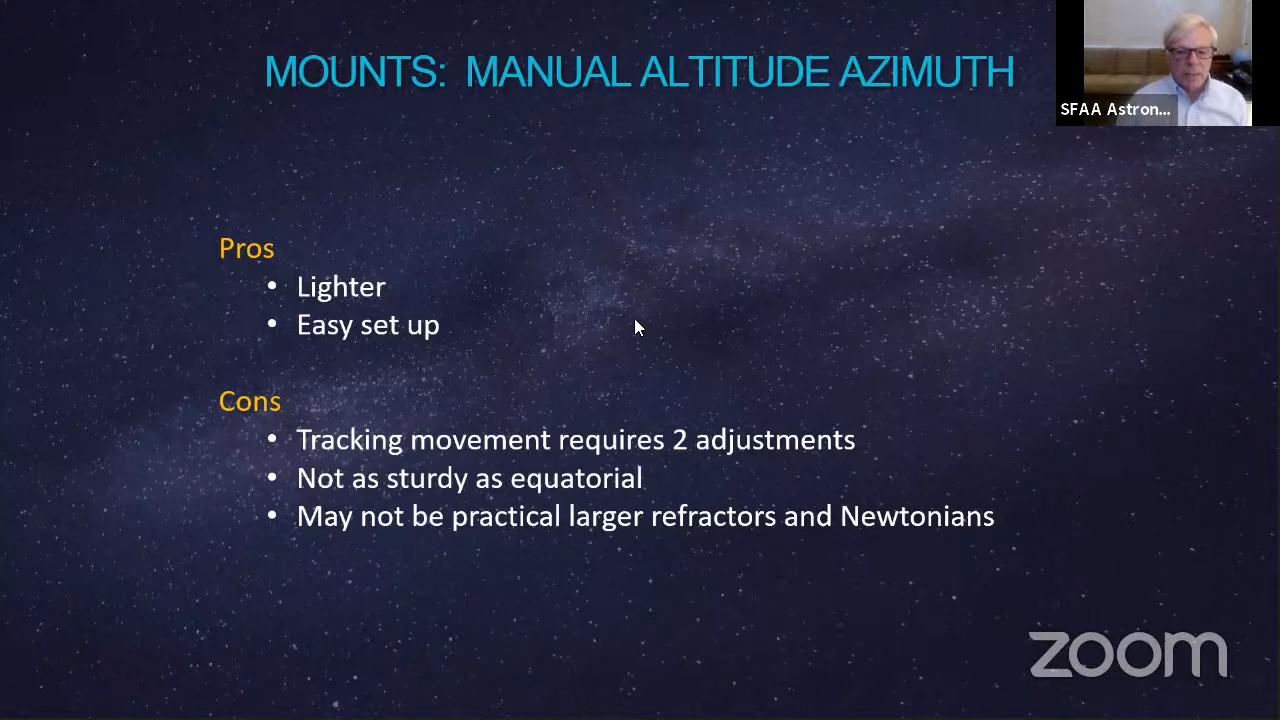 MOUNTS: MANUAL ALTITUDE AZIMUTH
SFAA Astron...
Pros
• Lighter
• Easy set up
Cons
• Tracking movement requires 2 adjustments
• Not as sturdy as equatorial
• May not be practical larger refractors and Newtonians
zoom